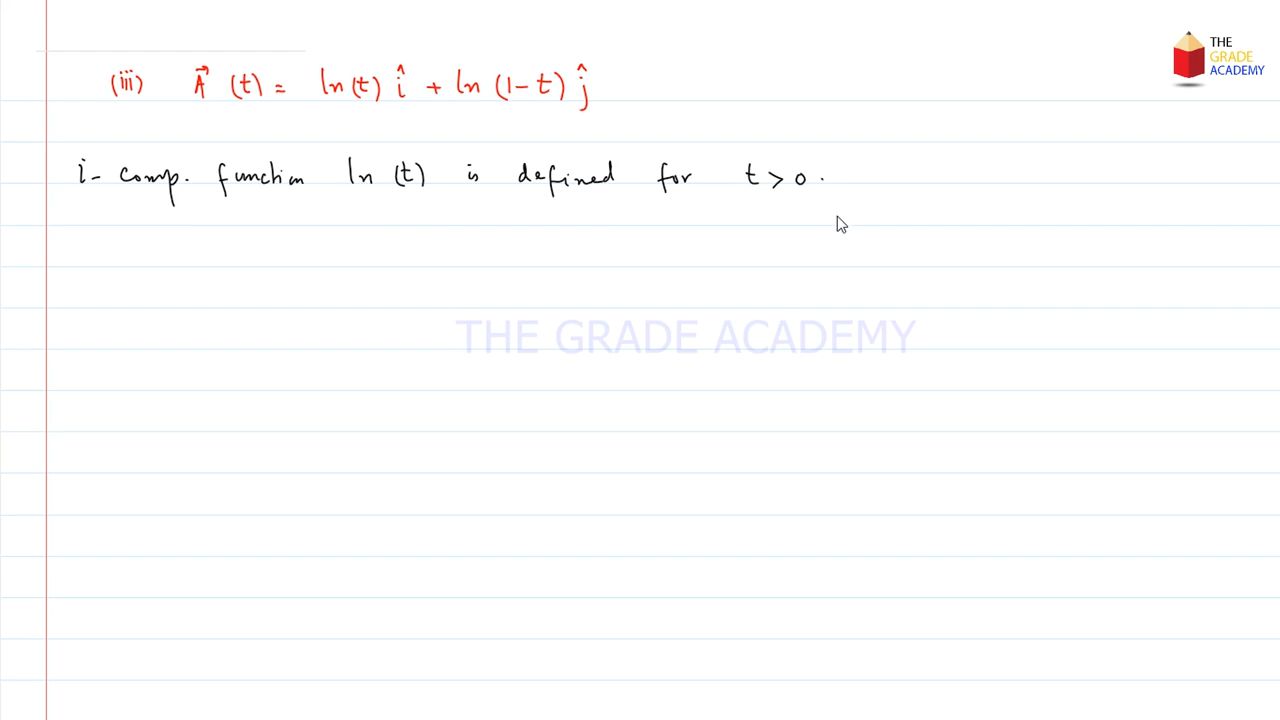 THE
GRADE
ACADEMY
(iii) A⃗ (t) = ln(t) î + ln (1-t) ĵ
i- comp. function ln (t) is defined for t > 0 .
THE GRADE ACADEMY